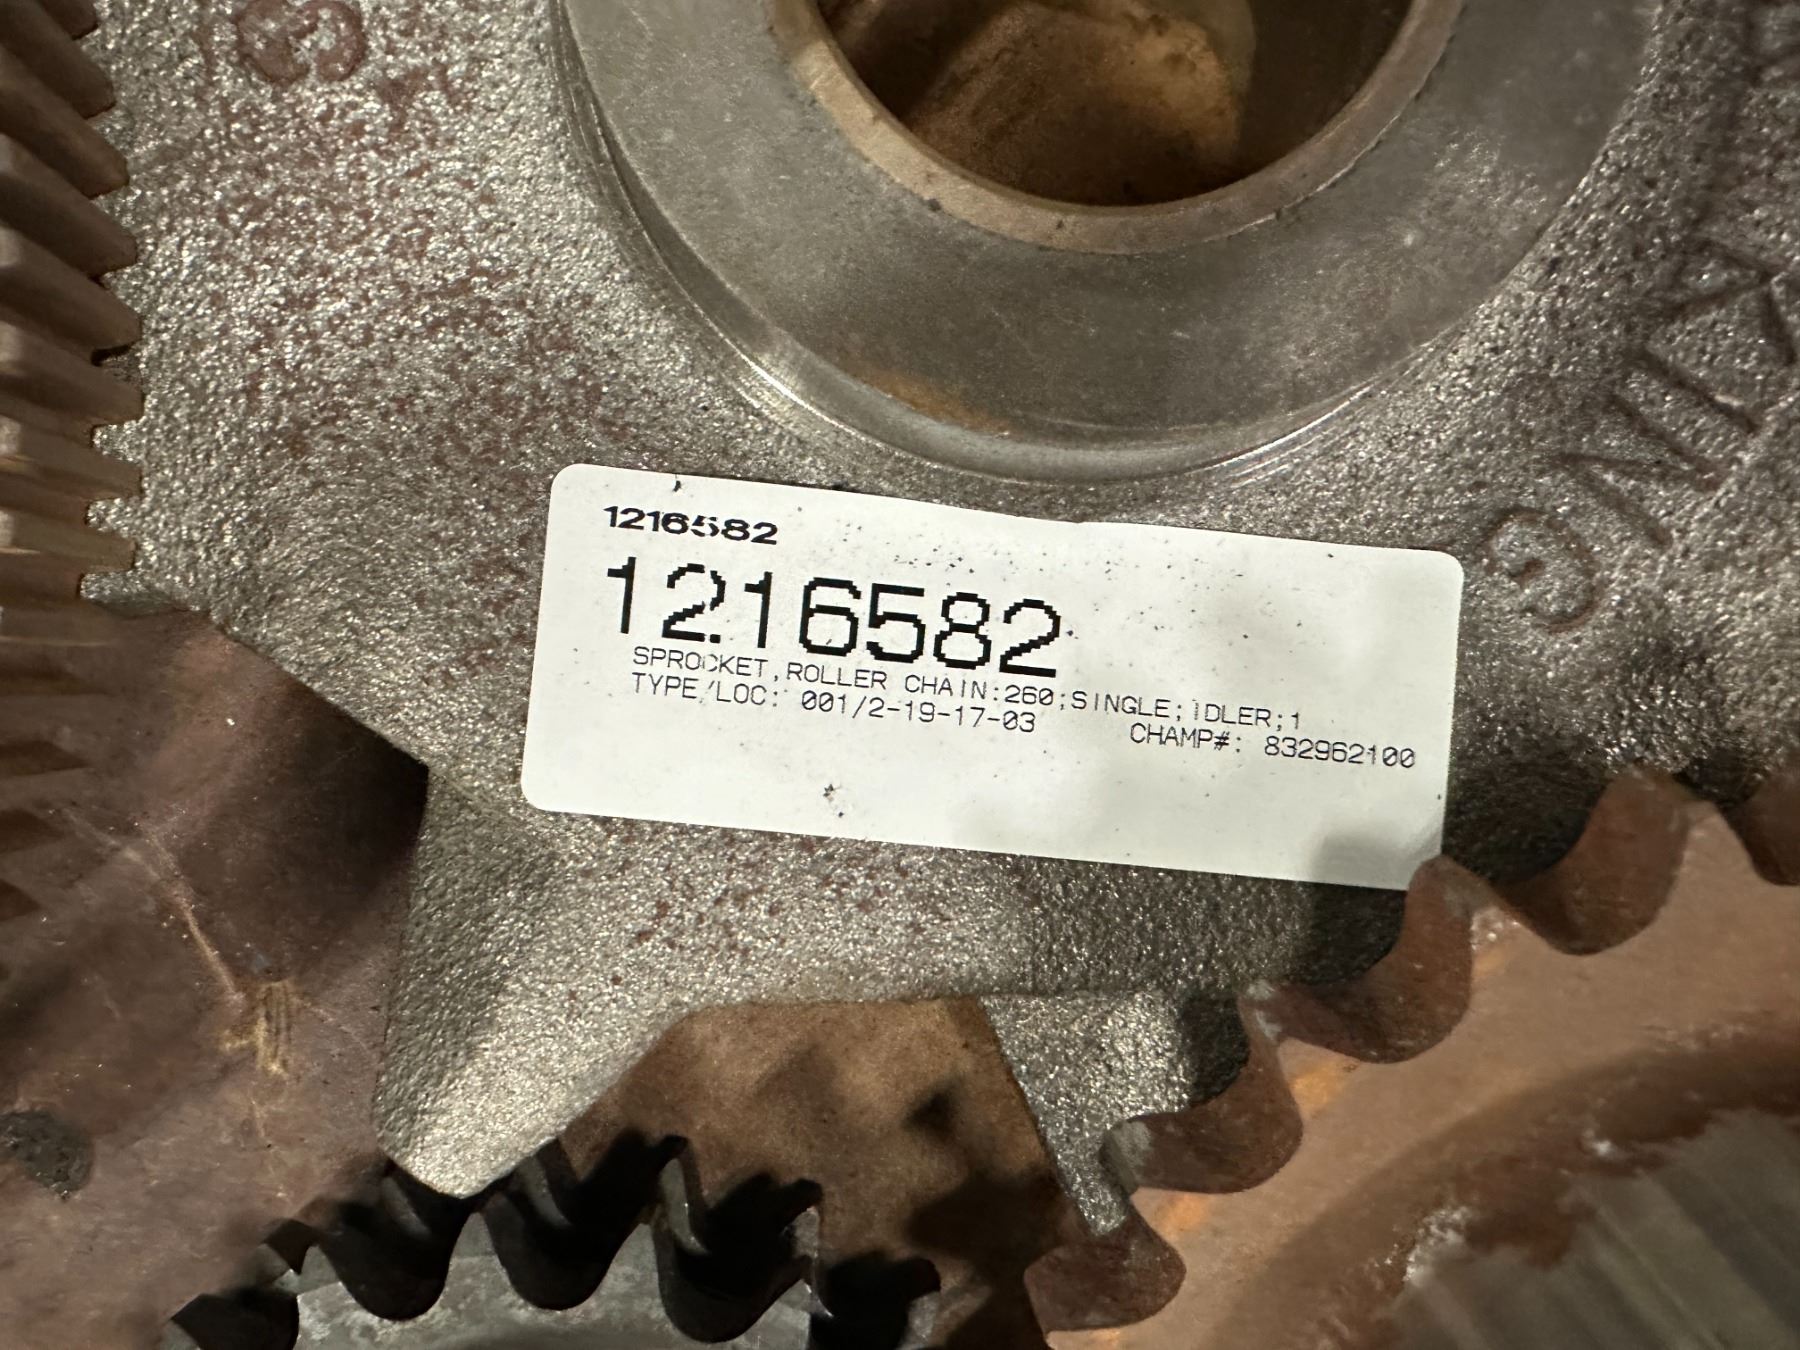 1216582
1216582
SPROCKET,ROLLER CHAIN:260;SINGLE;IDLER;1
TYPE/LOC: 001/2-19-17-03 CHAMP#: 832962100